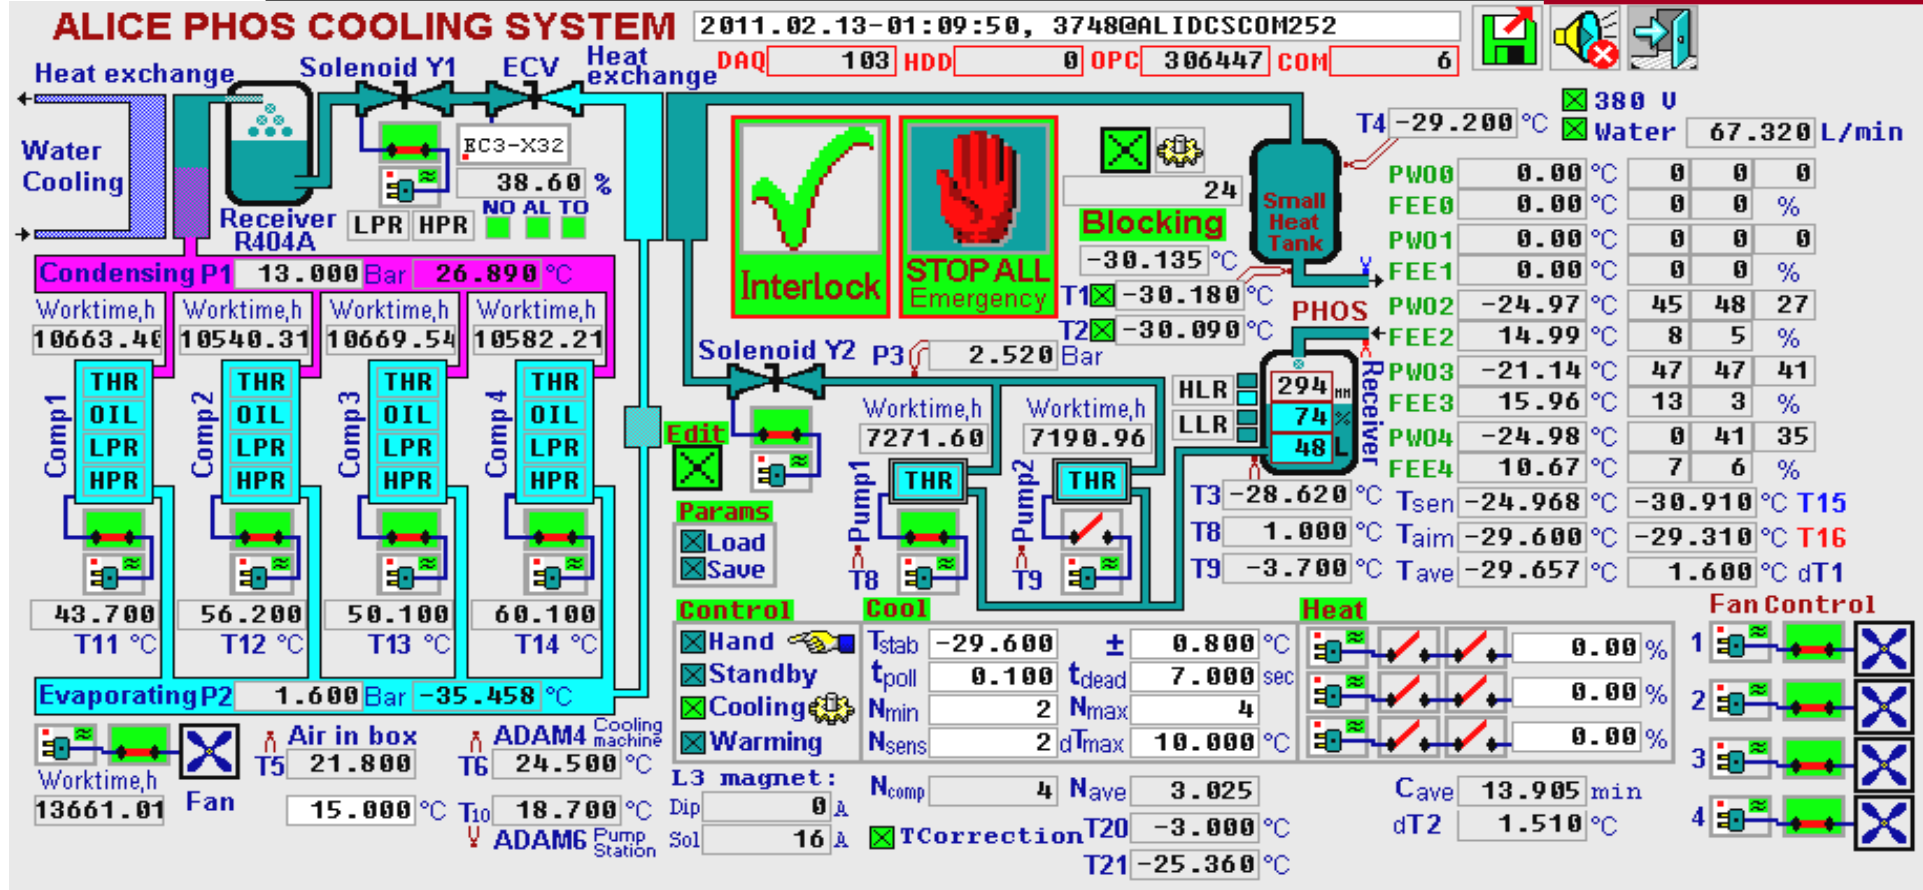 ALICE PHOS COOLING SYSTEM
2011.02.13-01:09:50, 3748@ALIDCSCOM252
DAQ 103 HDD 0 OPC 306447 COM 6
Heat exchange
Solenoid Y1
ECV
Heat exchange
Water Cooling
EC3-X32
38.60 %
NO AL TO
Receiver R404A
LPR HPR
Condensing P1 13.000 Bar 26.890 °C
Worktime,h Worktime,h Worktime,h Worktime,h
10663.40 10540.31 10669.54 10582.21
Comp1 THR OIL LPR HPR
Comp2 THR OIL LPR HPR
Comp3 THR OIL LPR HPR
Comp4 THR OIL LPR HPR
43.700 56.200 50.100 60.100
T11 °C T12 °C T13 °C T14 °C
Evaporating P2 1.600 Bar -35.458 °C
Worktime,h
13661.01
Fan
Air in box
T5 21.800
15.000 °C
ADAM4 Cooling machine
T6 24.500 °C
T10 18.700 °C
ADAM6 Pump Station
Interlock
STOP ALL
Emergency
24
Blocking
-30.135 °C
T1 -30.180 °C
T2 -30.090 °C
Small Heat Tank
T4 -29.200 °C
380 V
Water 67.320 L/min
PHOS
Solenoid Y2
P3 2.520 Bar
Edit
Params
Load
Save
Worktime,h Worktime,h
7271.60 7190.96
Pump1 THR
Pump2 THR
T8 T9
HLR
LLR
294 MM
74 %
48 L
Receiver
T3 -28.620 °C
T8 1.000 °C
T9 -3.700 °C
PWO0 0.00 °C 0 0 0
FEE0 0.00 °C 0 0 %
PWO1 0.00 °C 0 0 0
FEE1 0.00 °C 0 0 %
PWO2 -24.97 °C 45 48 27
FEE2 14.99 °C 8 5 %
PWO3 -21.14 °C 47 47 41
FEE3 15.96 °C 13 3 %
PWO4 -24.98 °C 0 41 35
FEE4 10.67 °C 7 6 %
Tsen -24.968 °C -30.910 °C T15
Taim -29.600 °C -29.310 °C T16
Tave -29.657 °C 1.600 °C dT1
Control
Hand
Standby
Cooling
Warming
Cool
Tstab -29.600 ± 0.800 °C
tpoll 0.100 tdead 7.000 sec
Nmin 2 Nmax 4
Nsens 2 dTmax 10.000 °C
Heat
0.00 %
0.00 %
0.00 %
Fan Control
1
2
3
4
L3 magnet:
Dip 0 A
Sol 16 A
Ncomp 4 Nave 3.025
TCorrection T20 -3.000 °C
T21 -25.360 °C
Cave 13.905 min
dT2 1.510 °C